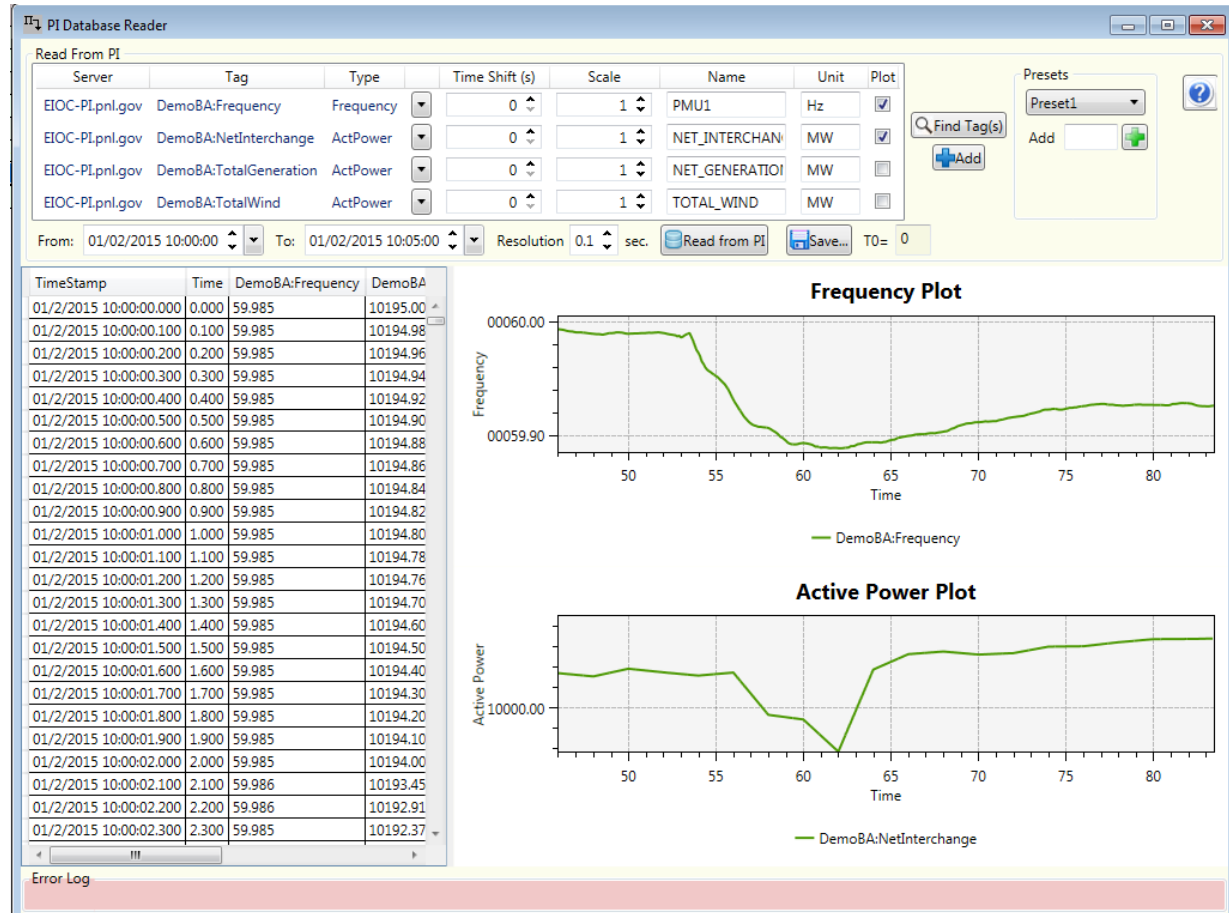 PI Database Reader
Read From PI
Server Tag Type Time Shift (s) Scale Name Unit Plot
EIOC-PI.pnl.gov DemoBA:Frequency Frequency 0 1 PMU1 Hz
EIOC-PI.pnl.gov DemoBA:NetInterchange ActPower 0 1 NET_INTERCHAN MW
EIOC-PI.pnl.gov DemoBA:TotalGeneration ActPower 0 1 NET_GENERATIO MW
EIOC-PI.pnl.gov DemoBA:TotalWind ActPower 0 1 TOTAL_WIND MW
Find Tag(s)
Add
Presets
Preset1
Add
?
From: 01/02/2015 10:00:00 To: 01/02/2015 10:05:00 Resolution 0.1 sec. Read from PI Save... T0= 0
TimeStamp Time DemoBA:Frequency DemoBA
01/2/2015 10:00:00.000 0.000 59.985 10195.00
01/2/2015 10:00:00.100 0.100 59.985 10194.98
01/2/2015 10:00:00.200 0.200 59.985 10194.96
01/2/2015 10:00:00.300 0.300 59.985 10194.94
01/2/2015 10:00:00.400 0.400 59.985 10194.92
01/2/2015 10:00:00.500 0.500 59.985 10194.90
01/2/2015 10:00:00.600 0.600 59.985 10194.88
01/2/2015 10:00:00.700 0.700 59.985 10194.86
01/2/2015 10:00:00.800 0.800 59.985 10194.84
01/2/2015 10:00:00.900 0.900 59.985 10194.82
01/2/2015 10:00:01.000 1.000 59.985 10194.80
01/2/2015 10:00:01.100 1.100 59.985 10194.78
01/2/2015 10:00:01.200 1.200 59.985 10194.76
01/2/2015 10:00:01.300 1.300 59.985 10194.70
01/2/2015 10:00:01.400 1.400 59.985 10194.60
01/2/2015 10:00:01.500 1.500 59.985 10194.50
01/2/2015 10:00:01.600 1.600 59.985 10194.40
01/2/2015 10:00:01.700 1.700 59.985 10194.30
01/2/2015 10:00:01.800 1.800 59.985 10194.20
01/2/2015 10:00:01.900 1.900 59.985 10194.10
01/2/2015 10:00:02.000 2.000 59.985 10194.00
01/2/2015 10:00:02.100 2.100 59.986 10193.45
01/2/2015 10:00:02.200 2.200 59.986 10192.91
01/2/2015 10:00:02.300 2.300 59.985 10192.37
Frequency Plot
00060.00
Frequency
00059.90
50 55 60 65 70 75 80
Time
DemoBA:Frequency
Active Power Plot
Active Power
10000.00
50 55 60 65 70 75 80
Time
DemoBA:NetInterchange
Error Log